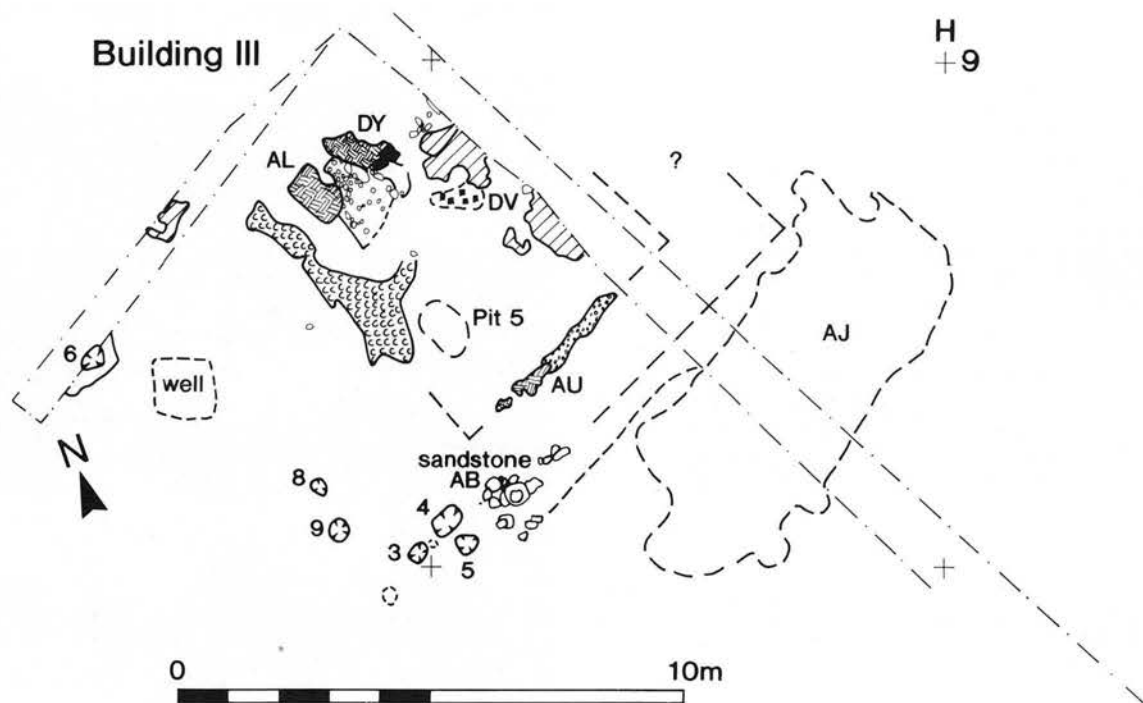 Building III
H
9
DY
?
AL
DV
Pit 5
AJ
6
well
AU
N
sandstone
AB
8
4
9
3
5
0 10m